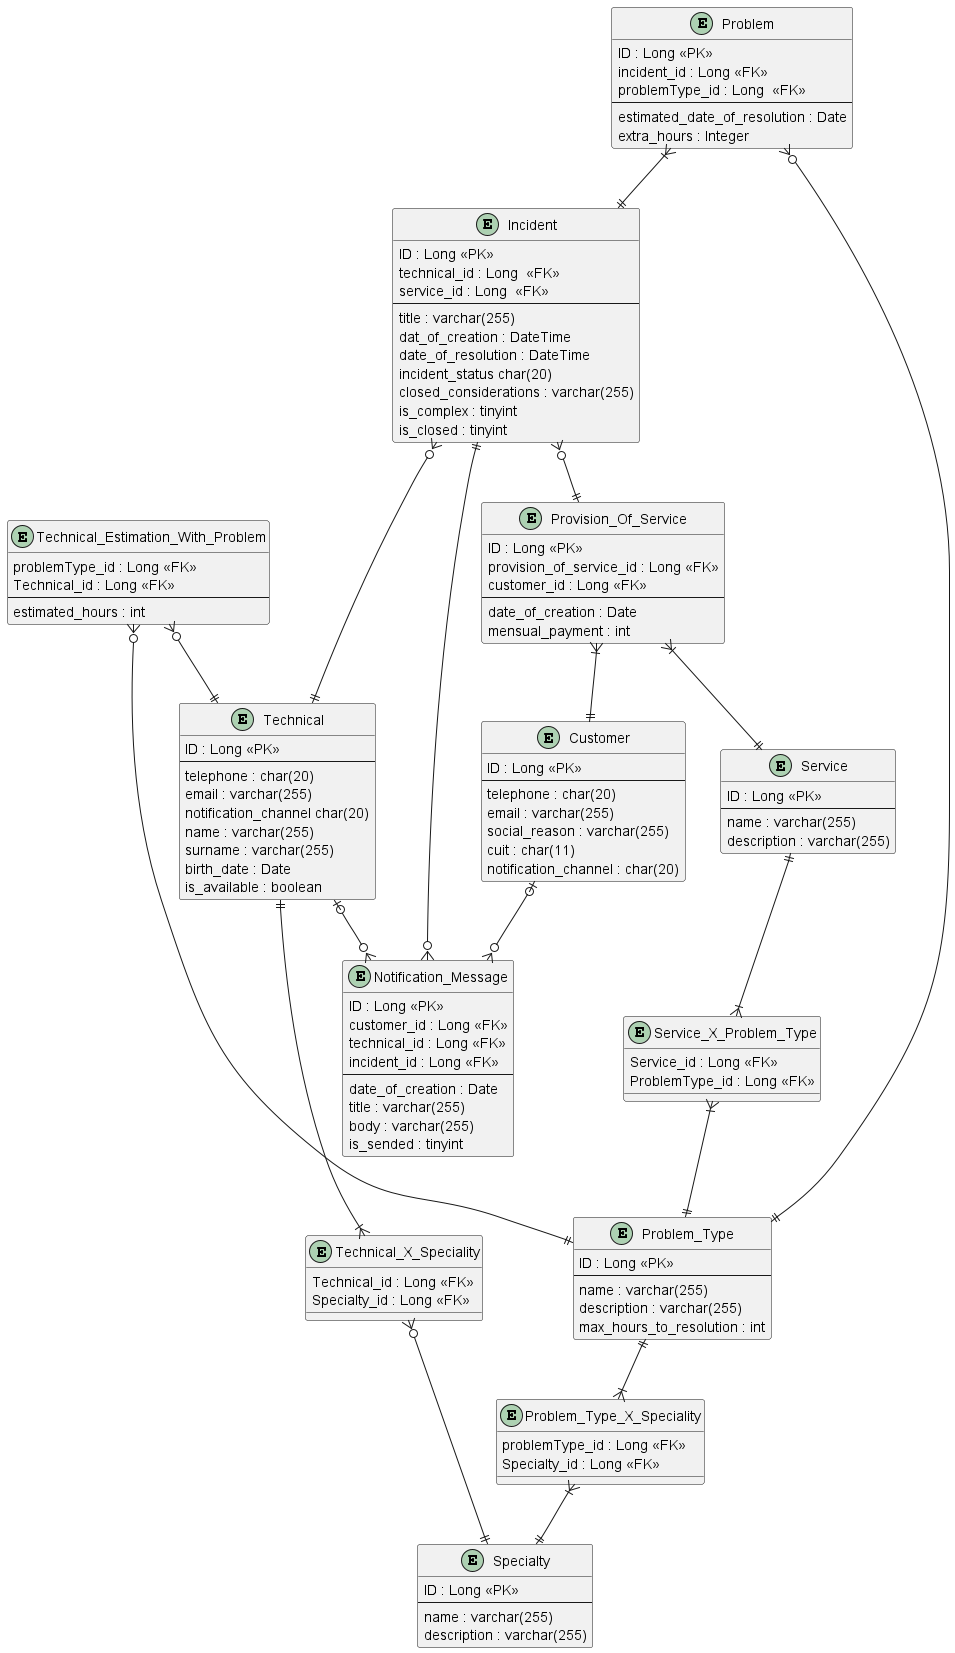 E Problem
ID : Long «PK»
incident_id : Long «FK»
problemType_id : Long  «FK»
estimated_date_of_resolution : Date
extra_hours : Integer
E Incident
ID : Long «PK»
technical_id : Long  «FK»
service_id : Long  «FK»
title : varchar(255)
dat_of_creation : DateTime
date_of_resolution : DateTime
incident_status char(20)
closed_considerations : varchar(255)
is_complex : tinyint
is_closed : tinyint
E Technical_Estimation_With_Problem
problemType_id : Long «FK»
Technical_id : Long «FK»
estimated_hours : int
E Provision_Of_Service
ID : Long «PK»
provision_of_service_id : Long «FK»
customer_id : Long «FK»
date_of_creation : Date
mensual_payment : int
E Technical
ID : Long «PK»
telephone : char(20)
email : varchar(255)
notification_channel char(20)
name : varchar(255)
surname : varchar(255)
birth_date : Date
is_available : boolean
E Customer
ID : Long «PK»
telephone : char(20)
email : varchar(255)
social_reason : varchar(255)
cuit : char(11)
notification_channel : char(20)
E Service
ID : Long «PK»
name : varchar(255)
description : varchar(255)
E Notification_Message
ID : Long «PK»
customer_id : Long «FK»
technical_id : Long «FK»
incident_id : Long «FK»
date_of_creation : Date
title : varchar(255)
body : varchar(255)
is_sended : tinyint
E Service_X_Problem_Type
Service_id : Long «FK»
ProblemType_id : Long «FK»
E Technical_X_Speciality
Technical_id : Long «FK»
Specialty_id : Long «FK»
E Problem_Type
ID : Long «PK»
name : varchar(255)
description : varchar(255)
max_hours_to_resolution : int
E Problem_Type_X_Speciality
problemType_id : Long «FK»
Specialty_id : Long «FK»
E Specialty
ID : Long «PK»
name : varchar(255)
description : varchar(255)